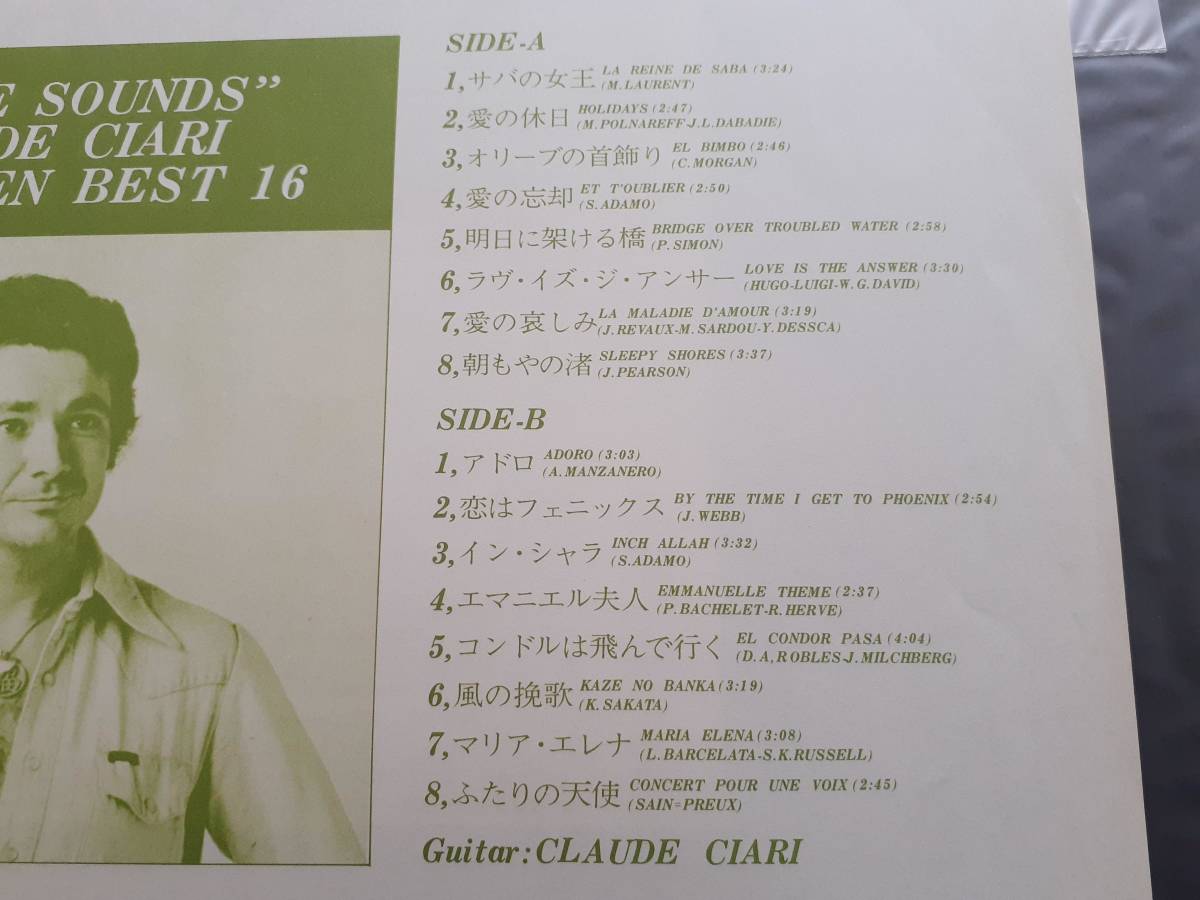 E SOUNDS”
DE CIARI
EN BEST 16
SIDE-A
1, サバの女王 LA REINE DE SABA (3:24)
(M. LAURENT)
2, 愛の休日 HOLIDAYS (2:47)
(M. POLNAREFF-J. L. DABADIE)
3, オリーブの首飾り EL BIMBO (2:46)
(C. MORGAN)
4, 愛の忘却 ET T'OUBLIER (2:50)
(S. ADAMO)
5, 明日に架ける橋 BRIDGE OVER TROUBLED WATER (2:58)
(P. SIMON)
6, ラヴ・イズ・ジ・アンサー LOVE IS THE ANSWER (3:30)
(HUGO-LUIGI-W. G. DAVID)
7, 愛の哀しみ LA MALADIE D'AMOUR (3:19)
(J. REVAUX-M. SARDOU-Y. DESSCA)
8, 朝もやの渚 SLEEPY SHORES (3:37)
(J. PEARSON)
SIDE-B
1, アドロ ADORO (3:03)
(A. MANZANERO)
2, 恋はフェニックス BY THE TIME I GET TO PHOENIX (2:54)
(J. WEBB)
3, イン・シャラ INCH ALLAH (3:32)
(S. ADAMO)
4, エマニエル夫人 EMMANUELLE THEME (2:37)
(P. BACHELET-R. HERVE)
5, コンドルは飛んで行く EL CONDOR PASA (4:04)
(D. A, ROBLES-J. MILCHBERG)
6, 風の挽歌 KAZE NO BANKA (3:19)
(K. SAKATA)
7, マリア・エレナ MARIA ELENA (3:08)
(L. BARCELATA-S. K. RUSSELL)
8, ふたりの天使 CONCERT POUR UNE VOIX (2:45)
(SAIN=PREUX)
Guitar: CLAUDE CIARI